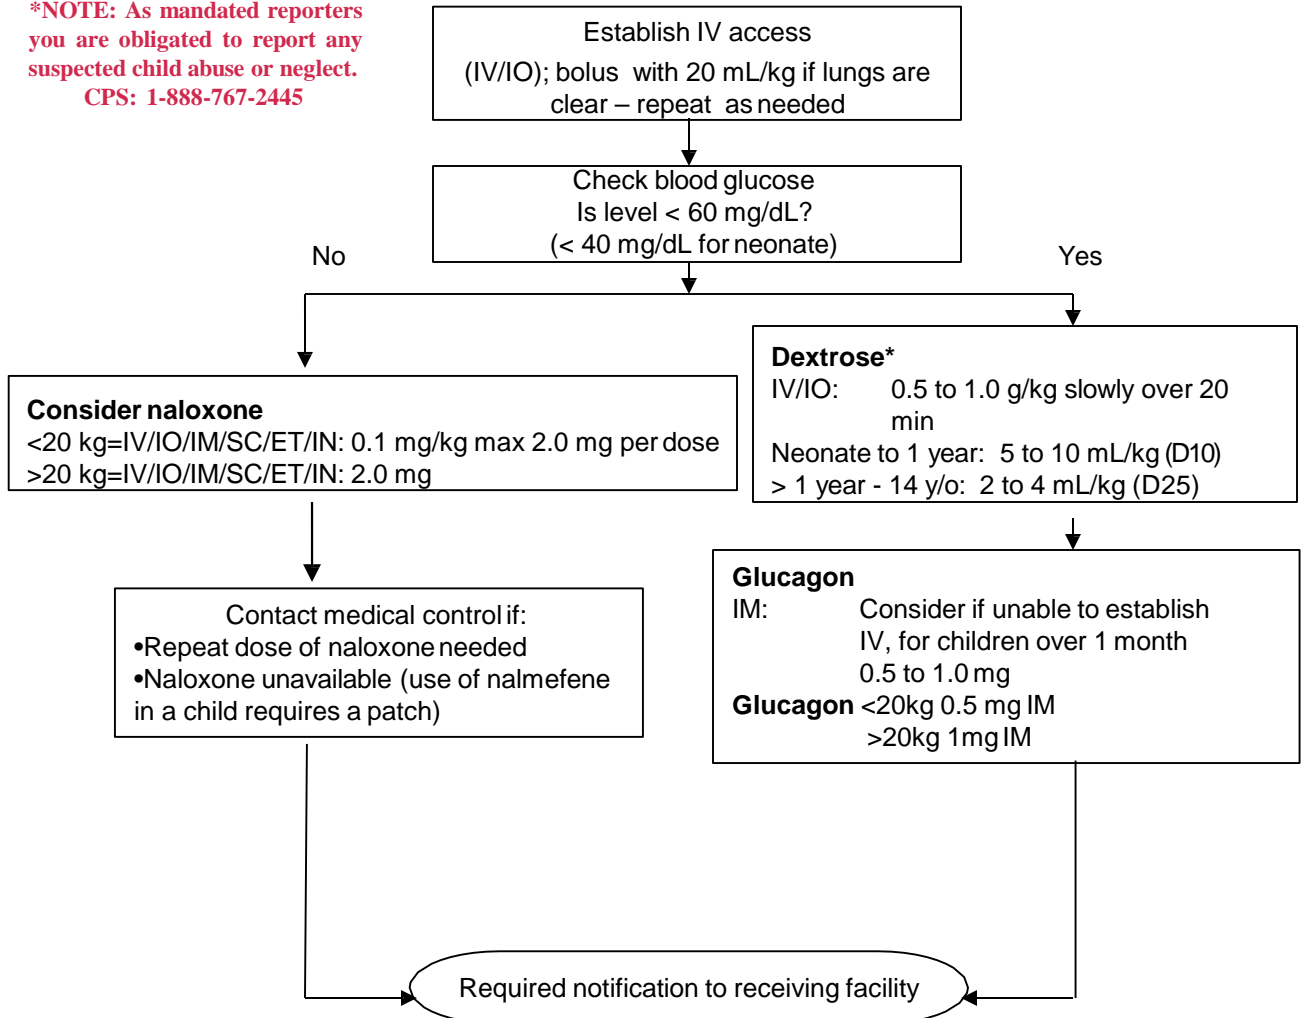 *NOTE: As mandated reporters
you are obligated to report any
suspected child abuse or neglect.
CPS: 1-888-767-2445
Establish IV access
(IV/IO); bolus with 20 mL/kg if lungs are
clear – repeat as needed
Check blood glucose
Is level < 60 mg/dL?
(< 40 mg/dL for neonate)
No
Yes
Consider naloxone
<20 kg=IV/IO/IM/SC/ET/IN: 0.1 mg/kg max 2.0 mg per dose
>20 kg=IV/IO/IM/SC/ET/IN: 2.0 mg
Dextrose*
IV/IO: 0.5 to 1.0 g/kg slowly over 20
min
Neonate to 1 year: 5 to 10 mL/kg (D10)
> 1 year - 14 y/o: 2 to 4 mL/kg (D25)
Contact medical control if:
•Repeat dose of naloxone needed
•Naloxone unavailable (use of nalmefene
in a child requires a patch)
Glucagon
IM: Consider if unable to establish
IV, for children over 1 month
0.5 to 1.0 mg
Glucagon <20kg 0.5 mg IM
>20kg 1mg IM
Required notification to receiving facility